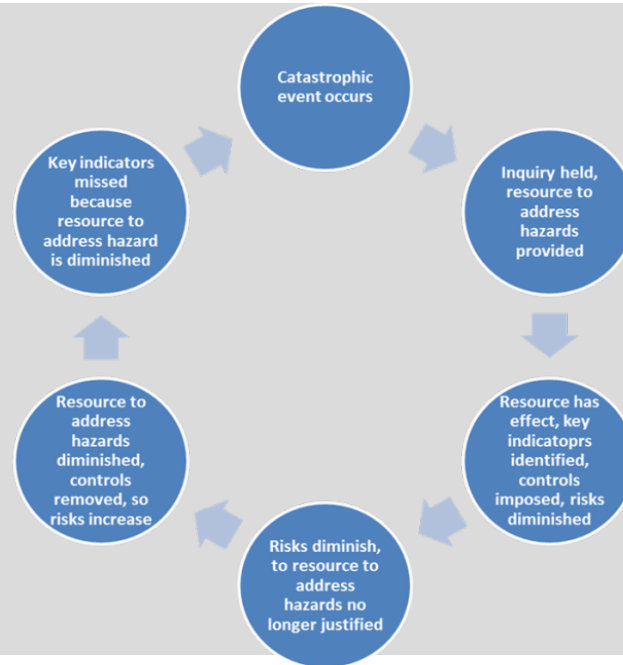 Catastrophic
event occurs
Inquiry held,
resource to
address
hazards
provided
Resource has
effect, key
indicatoprs
identified,
controls
imposed, risks
diminished
Risks diminish,
to resource to
address
hazards no
longer justified
Resource to
address
hazards
diminished,
controls
removed, so
risks increase
Key indicators
missed
because
resource to
address hazard
is diminished